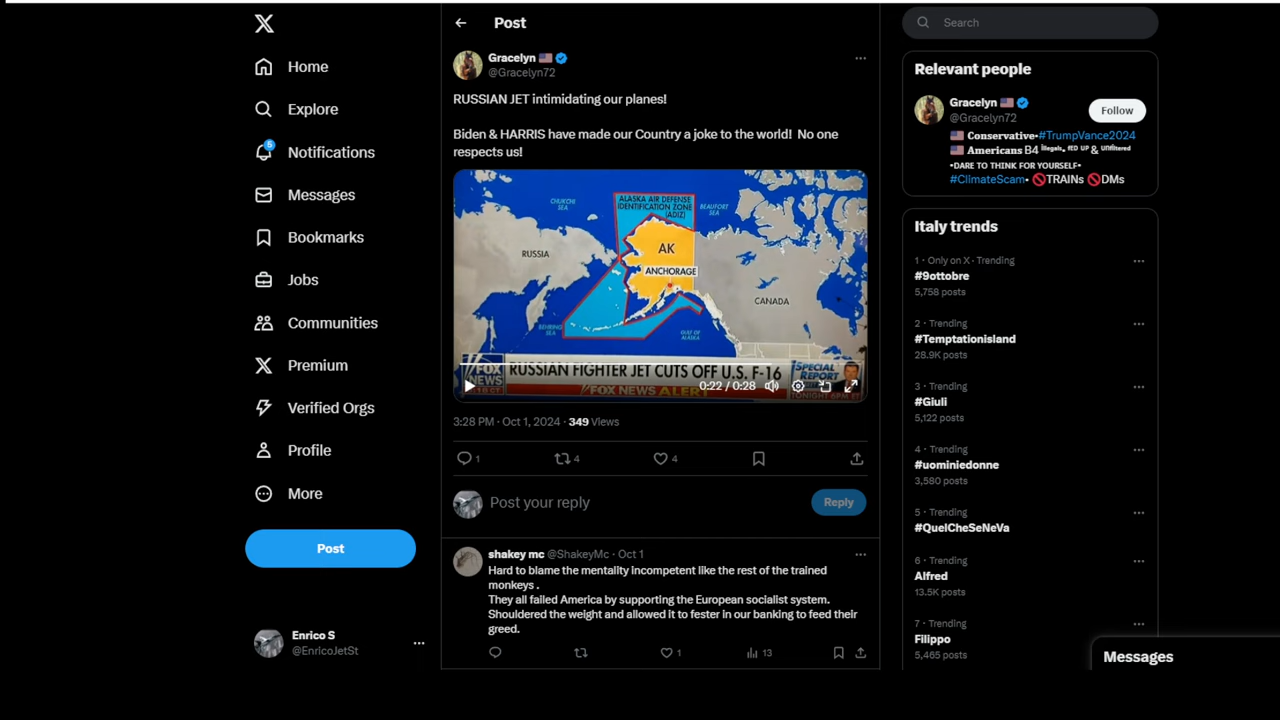 Home
Explore
5
Notifications
Messages
Bookmarks
Jobs
Communities
Premium
Verified Orgs
Profile
More
Post
Enrico S
@EnricoJetSt
Post
Gracelyn
@Gracelyn72
RUSSIAN JET intimidating our planes!
Biden & HARRIS have made our Country a joke to the world! No one
respects us!
ALASKA AIR DEFENSE
IDENTIFICATION ZONE
(ADIZ)
CHUKCHI
SEA
BEAUFORT
SEA
RUSSIA
AK
ANCHORAGE
CANADA
BEHRING
SEA
GULF OF
ALASKA
FOX
NEWS
RUSSIAN FIGHTER JET CUTS OFF U.S. F-16
FOX NEWS ALERT
SPECIAL
REPORT
TONIGHT 6PM ET
0:22 / 0:28
3:28 PM · Oct 1, 2024 · 349 Views
1
4
4
Post your reply
Reply
shakey mc @ShakeyMc · Oct 1
Hard to blame the mentality incompetent like the rest of the trained
monkeys .
They all failed America by supporting the European socialist system.
Shouldered the weight and allowed it to fester in our banking to feed their
greed.
1
13
Search
Relevant people
Gracelyn
@Gracelyn72
Follow
Conservative•#TrumpVance2024
Americans B4 Illegals• fED UP & unfiltered
•DARE TO THINK FOR YOURSELF•
#ClimateScam• TRAINs DMs
Italy trends
1 · Only on X · Trending
#9ottobre
5,758 posts
2 · Trending
#Temptationisland
28.9K posts
3 · Trending
#Giuli
5,122 posts
4 · Trending
#uominiedonne
3,580 posts
5 · Trending
#QuelCheSeNeVa
6 · Trending
Alfred
13.5K posts
7 · Trending
Filippo
5,465 posts
Messages